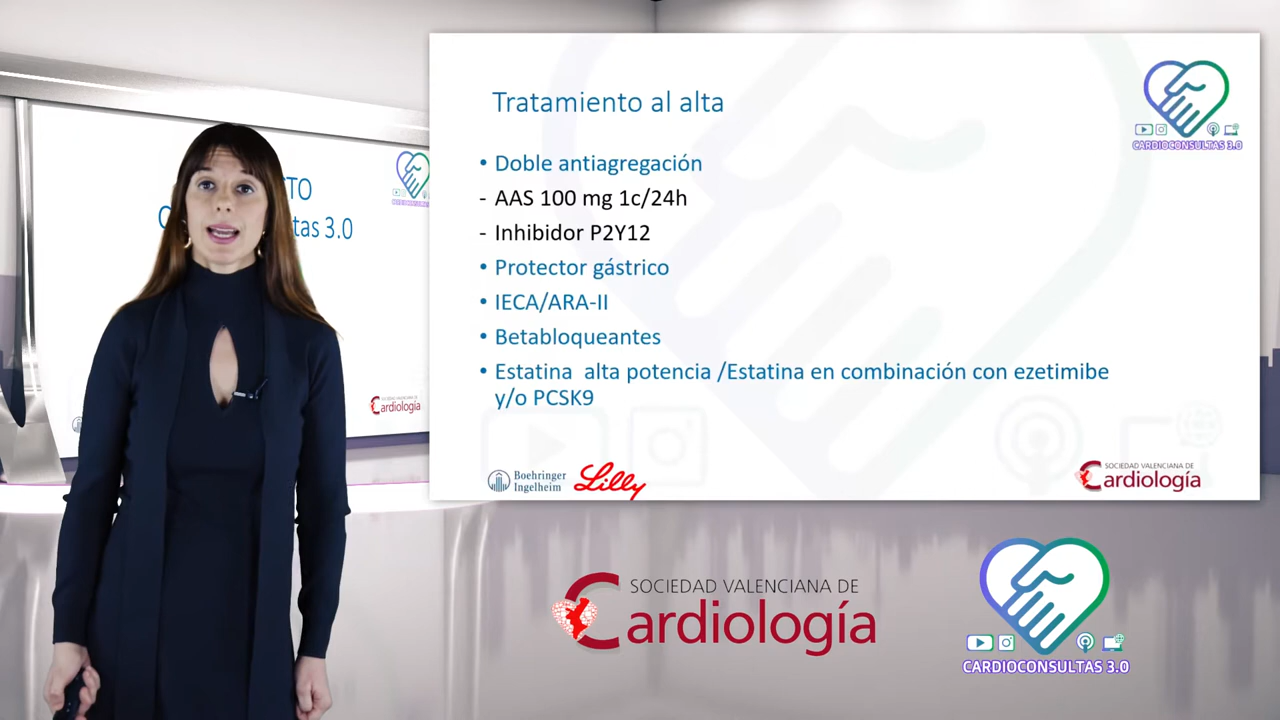 Tratamiento al alta
• Doble antiagregación
- AAS 100 mg 1c/24h
- Inhibidor P2Y12
• Protector gástrico
• IECA/ARA-II
• Betabloqueantes
• Estatina alta potencia /Estatina en combinación con ezetimibe
y/o PCSK9
CARDIOCONSULTAS 3.0
Boehringer
Ingelheim
Lilly
SOCIEDAD VALENCIANA DE
Cardiología
TO
C
tas 3.0
Cardiología
SOCIEDAD VALENCIANA DE
Cardiología
CARDIOCONSULTAS 3.0